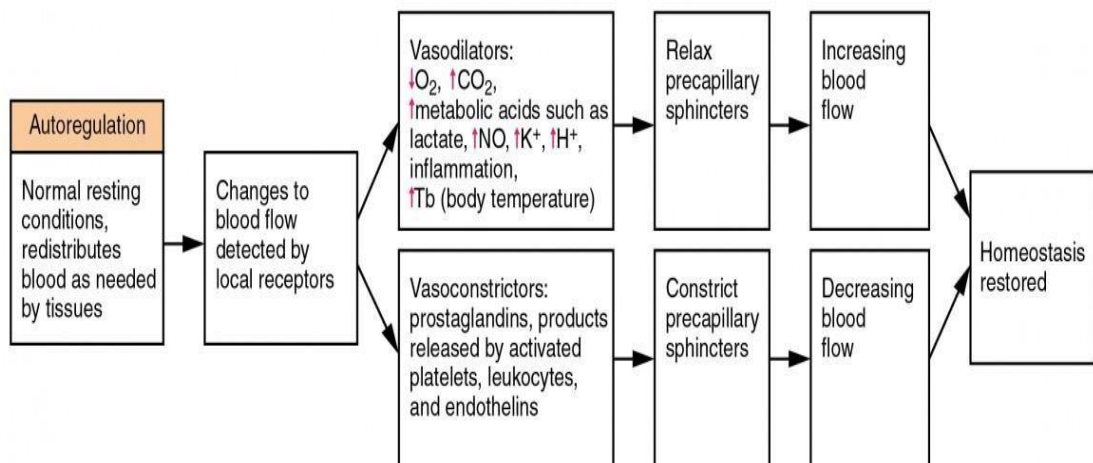 Autoregulation
Normal resting
conditions,
redistributes
blood as needed
by tissues
Changes to
blood flow
detected by
local receptors
Vasodilators:
↓O₂, ↑CO₂,
↑metabolic acids such as
lactate, ↑NO, ↑K⁺, ↑H⁺,
inflammation,
↑Tb (body temperature)
Relax
precapillary
sphincters
Increasing
blood
flow
Vasoconstrictors:
prostaglandins, products
released by activated
platelets, leukocytes,
and endothelins
Constrict
precapillary
sphincters
Decreasing
blood
flow
Homeostasis
restored